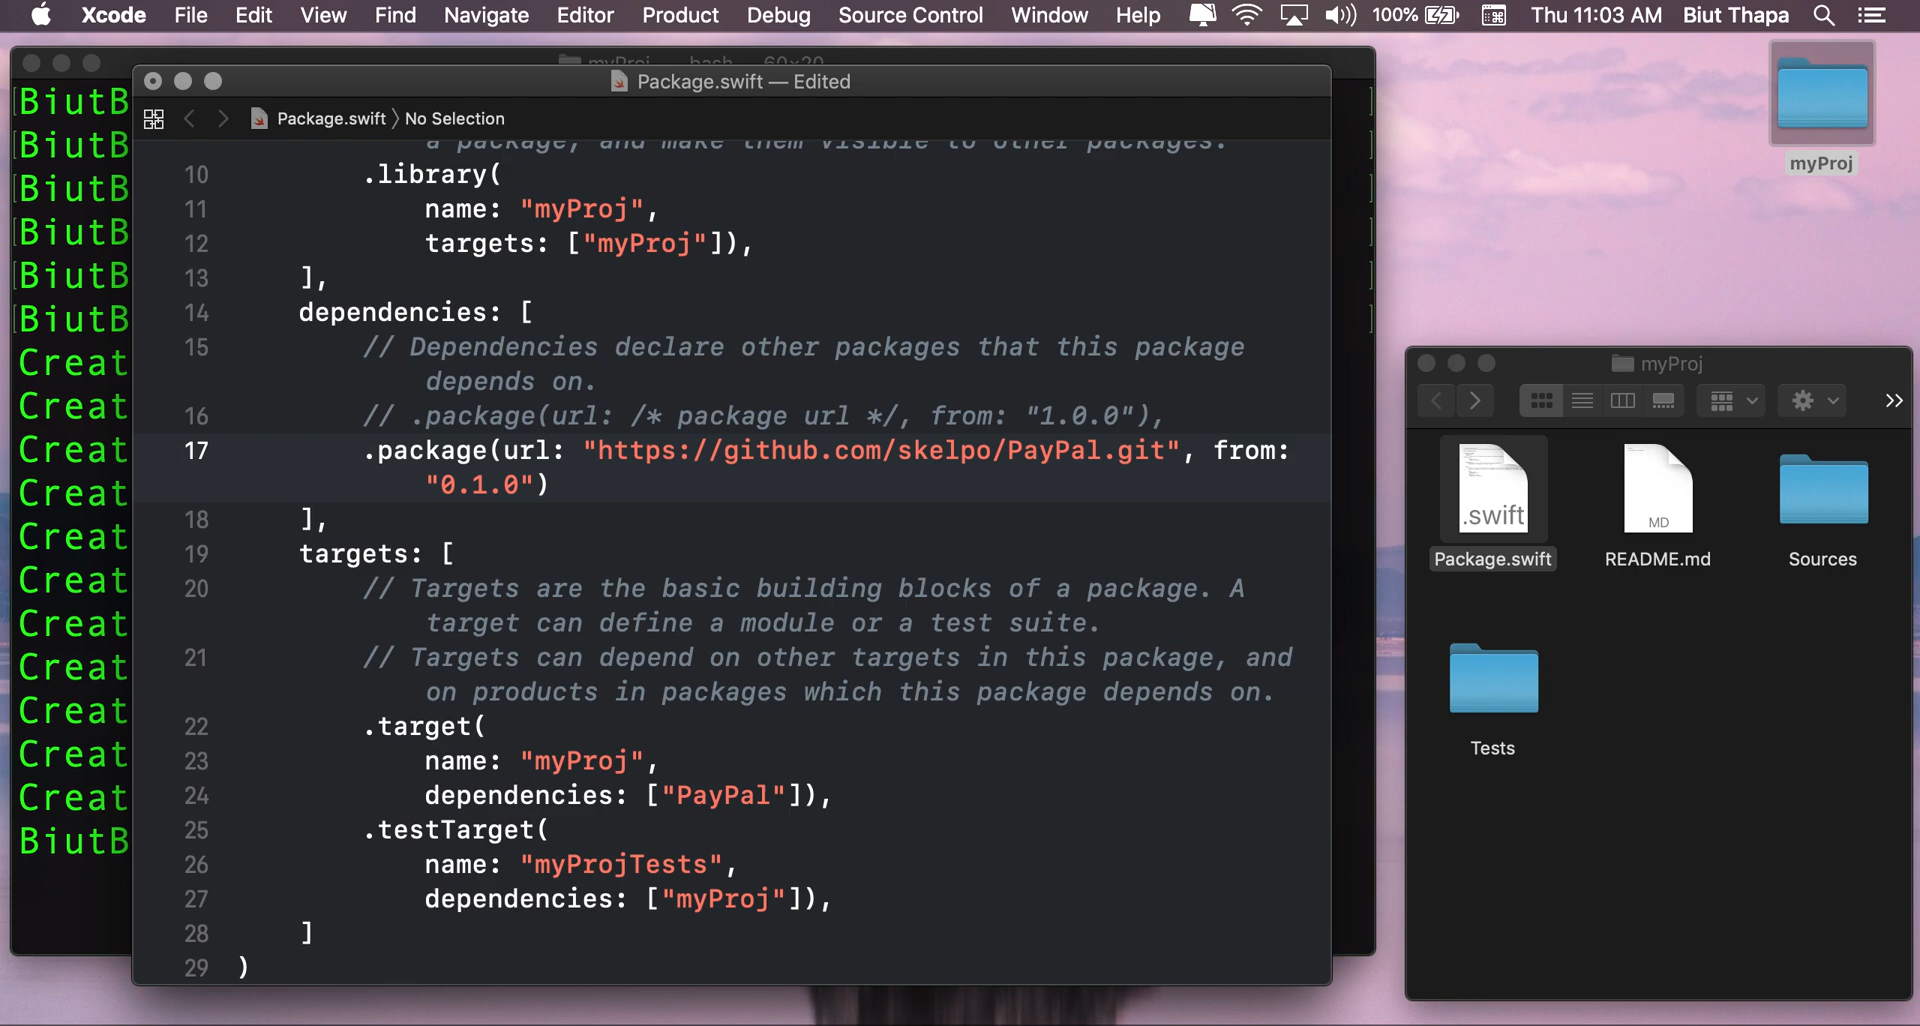 Xcode File Edit View Find Navigate Editor Product Debug Source Control Window Help 100% Thu 11:03 AM Biut Thapa
myProj
BiutB
BiutB
BiutB
BiutB
BiutB
BiutB
Creat
Creat
Creat
Creat
Creat
Creat
Creat
Creat
Creat
Creat
Creat
BiutB
Package.swift — Edited
Package.swift 〉 No Selection
a package, and make them visible to other packages.
10 .library(
11 name: "myProj",
12 targets: ["myProj"]),
13 ],
14 dependencies: [
15 // Dependencies declare other packages that this package
depends on.
16 // .package(url: /* package url */, from: "1.0.0"),
17 .package(url: "https://github.com/skelpo/PayPal.git", from:
"0.1.0")
18 ],
19 targets: [
20 // Targets are the basic building blocks of a package. A
target can define a module or a test suite.
21 // Targets can depend on other targets in this package, and
on products in packages which this package depends on.
22 .target(
23 name: "myProj",
24 dependencies: ["PayPal"]),
25 .testTarget(
26 name: "myProjTests",
27 dependencies: ["myProj"]),
28 ]
29 )
myProj
.swift
Package.swift
MD
README.md
Sources
Tests